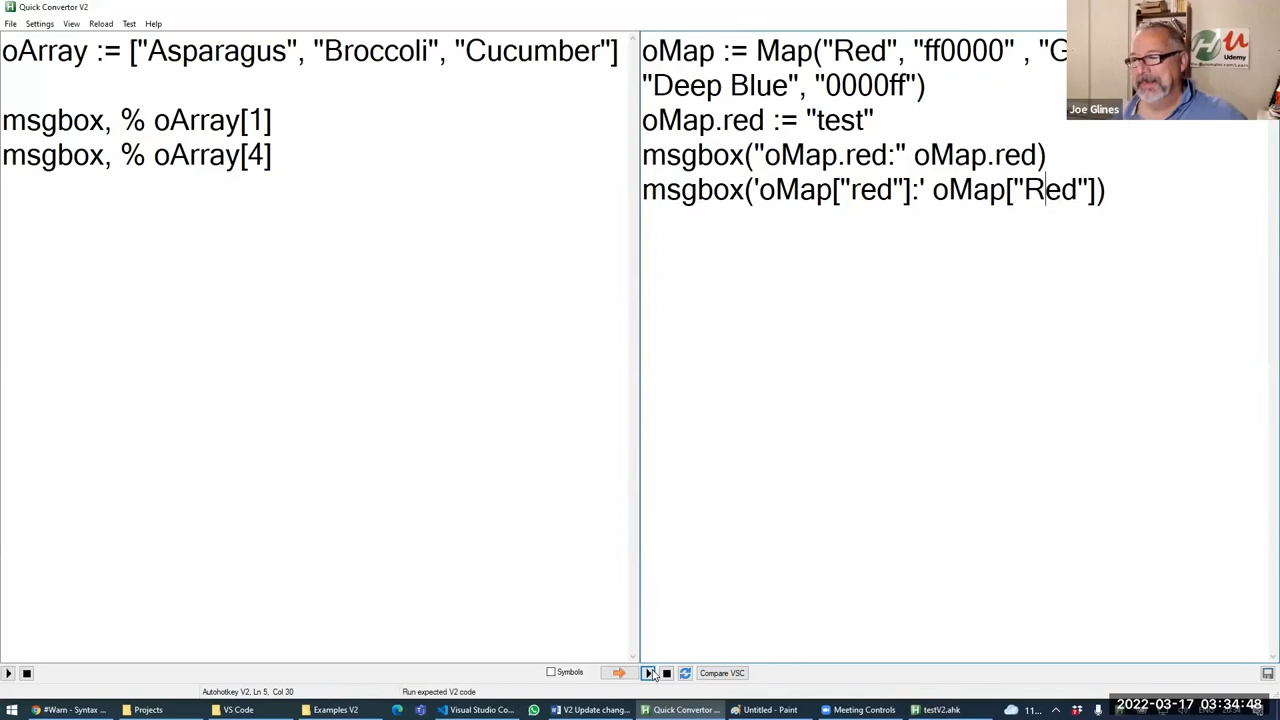 Quick Convertor V2
File Settings View Reload Test Help
oArray := ["Asparagus", "Broccoli", "Cucumber"]
msgbox, % oArray[1]
msgbox, % oArray[4]
oMap := Map("Red", "ff0000" , "G
"Deep Blue", "0000ff")
oMap.red := "test"
msgbox("oMap.red:" oMap.red)
msgbox('oMap["red"]:' oMap["Red"])
Udemy
Joe Glines
Symbols
Compare VSC
Autohotkey V2, Ln 5, Col 30
Run expected V2 code
#Warn - Syntax ...
Projects
VS Code
Examples V2
Visual Studio Co...
V2 Update chang...
Quick Convertor ...
Untitled - Paint
Meeting Controls
testV2.ahk
11...
2022-03-17 03:34:48